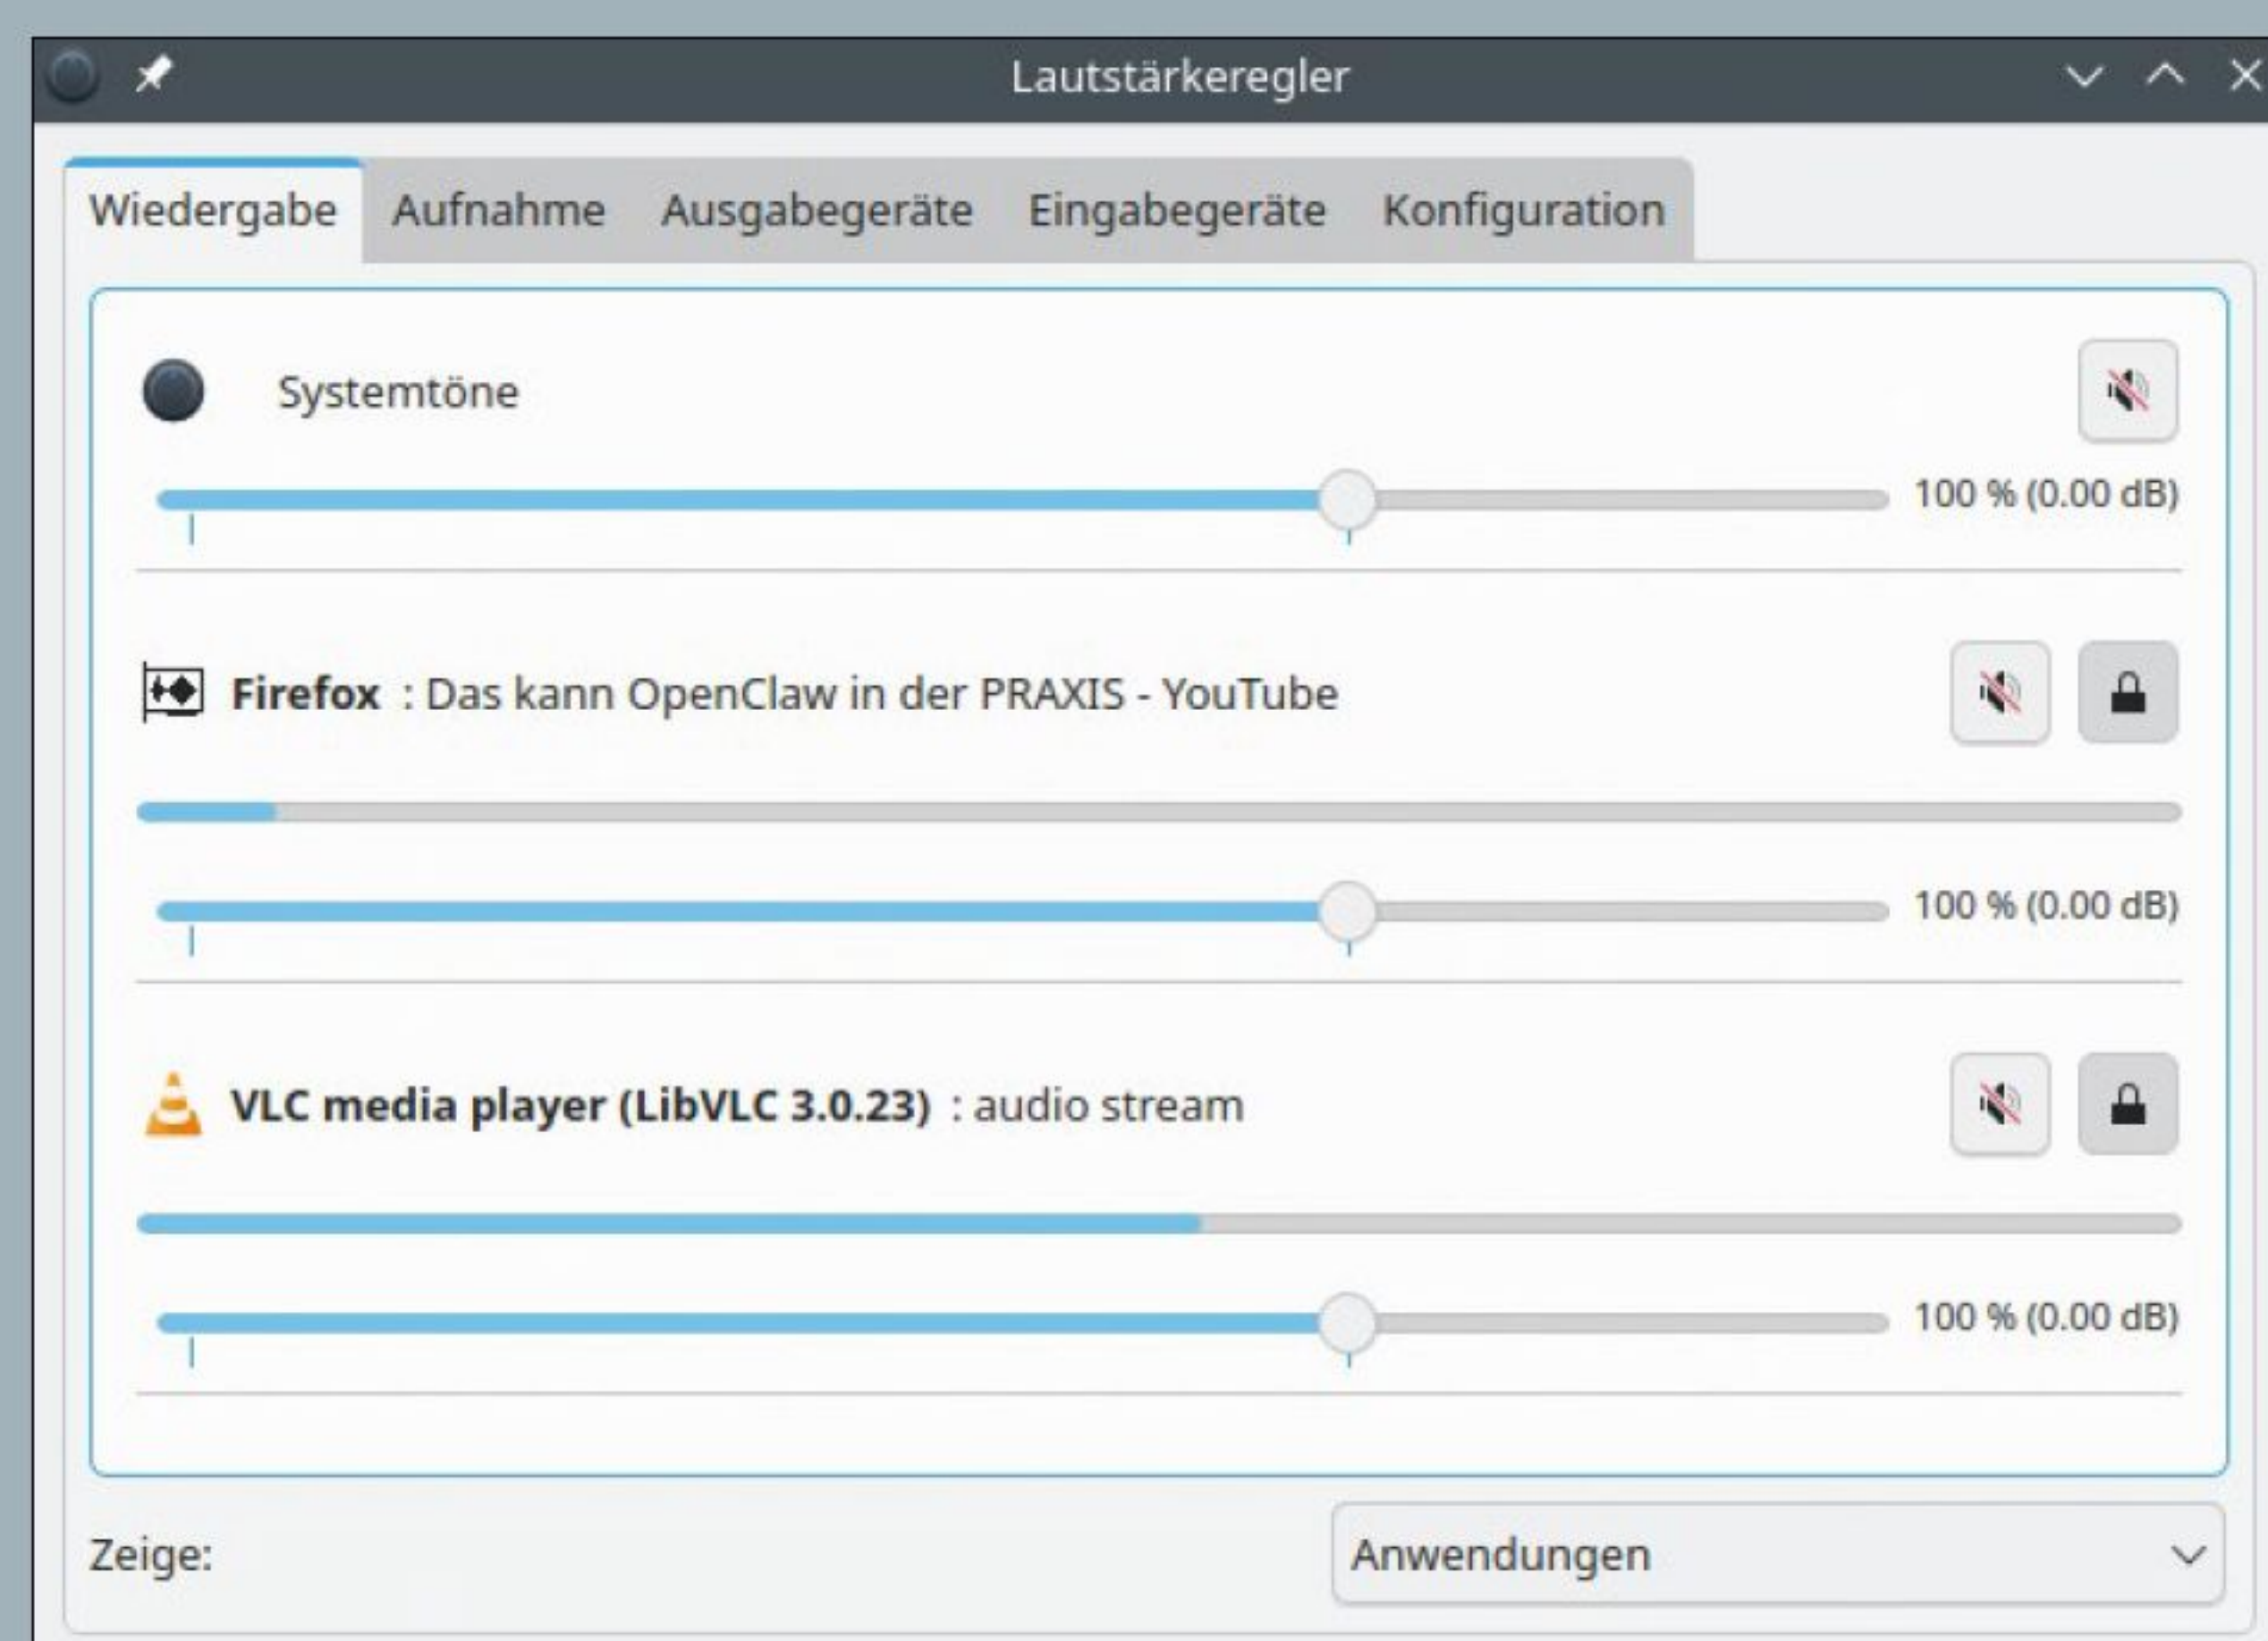 Lautstärkeregler
Wiedergabe Aufnahme Ausgabegeräte Eingabegeräte Konfiguration
Systemtöne
100 % (0.00 dB)
Firefox : Das kann OpenClaw in der PRAXIS - YouTube
100 % (0.00 dB)
VLC media player (LibVLC 3.0.23) : audio stream
100 % (0.00 dB)
Zeige: Anwendungen